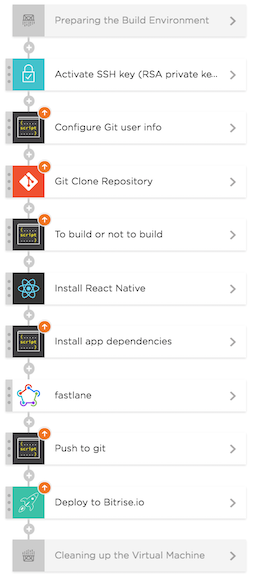 Preparing the Build Environment
Activate SSH key (RSA private ke...
script
Configure Git user info
Git Clone Repository
script
To build or not to build
Install React Native
script
Install app dependencies
fastlane
script
Push to git
Deploy to Bitrise.io
Cleaning up the Virtual Machine